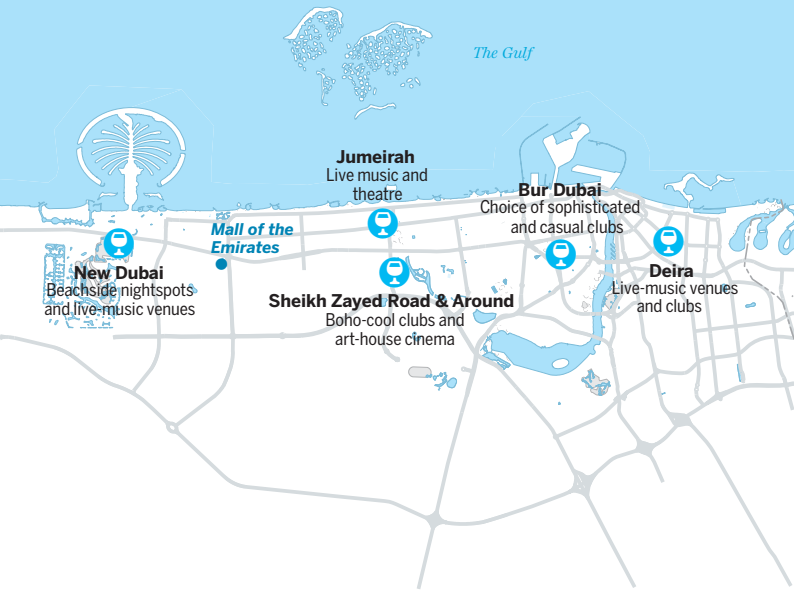 The Gulf
Jumeirah
Live music and
theatre
Bur Dubai
Choice of sophisticated
and casual clubs
Mall of the
Emirates
New Dubai
Beachside nightspots
and live-music venues
Deira
Live-music venues
and clubs
Sheikh Zayed Road & Around
Boho-cool clubs and
art-house cinema